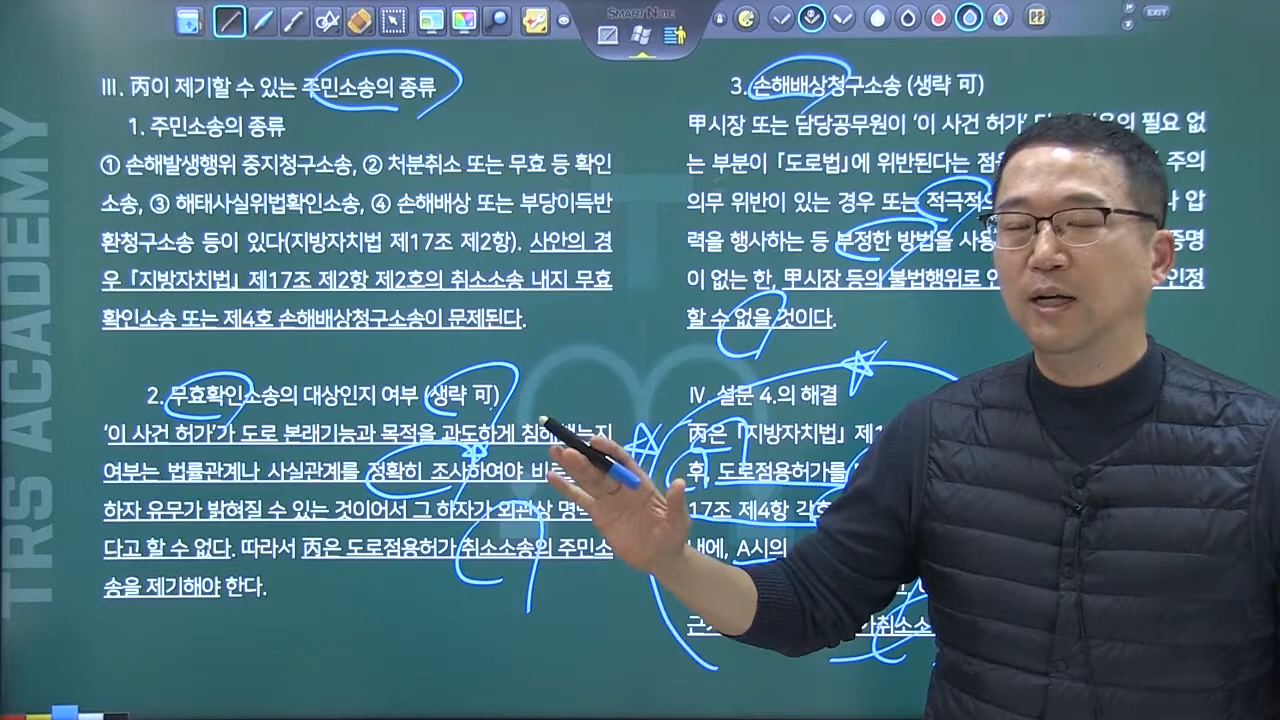 SMARTNOTE
EXIT
TRS ACADEMY
Ⅲ. 丙이 제기할 수 있는 주민소송의 종류
1. 주민소송의 종류
① 손해발생행위 중지청구소송, ② 처분취소 또는 무효 등 확인
소송, ③ 해태사실위법확인소송, ④ 손해배상 또는 부당이득반
환청구소송 등이 있다(지방자치법 제17조 제2항). 사안의 경
우 「지방자치법」 제17조 제2항 제2호의 취소소송 내지 무효
확인소송 또는 제4호 손해배상청구소송이 문제된다.
2. 무효확인소송의 대상인지 여부 (생략 可)
‘이 사건 허가’가 도로 본래기능과 목적을 과도하게 침해
여부는 법률관계나 사실관계를 정확히 조사하여야
하자 유무가 밝혀질 수 있는 것이어서 그 하자가 외관상
다고 할 수 없다. 따라서 丙은 도로점용허가 취소소송의 주민소
송을 제기해야 한다.
3. 손해배상청구소송 (생략 可)
甲시장 또는 담당공무원이 ‘이 사건 허가’ 필요 없
는 부분이 「도로법」에 위반된다는 주의
의무 위반이 있는 경우 또는 압
력을 행사하는 등 부정한 방법을 증명
이 없는 한, 甲시장 등의 불법행위로 인정
할 수 없을 것이다.
Ⅳ. 설문 4.의 해결
丙은 「지방자치법」
후, 도로점용허가를
17조 제4항
내에, A시의